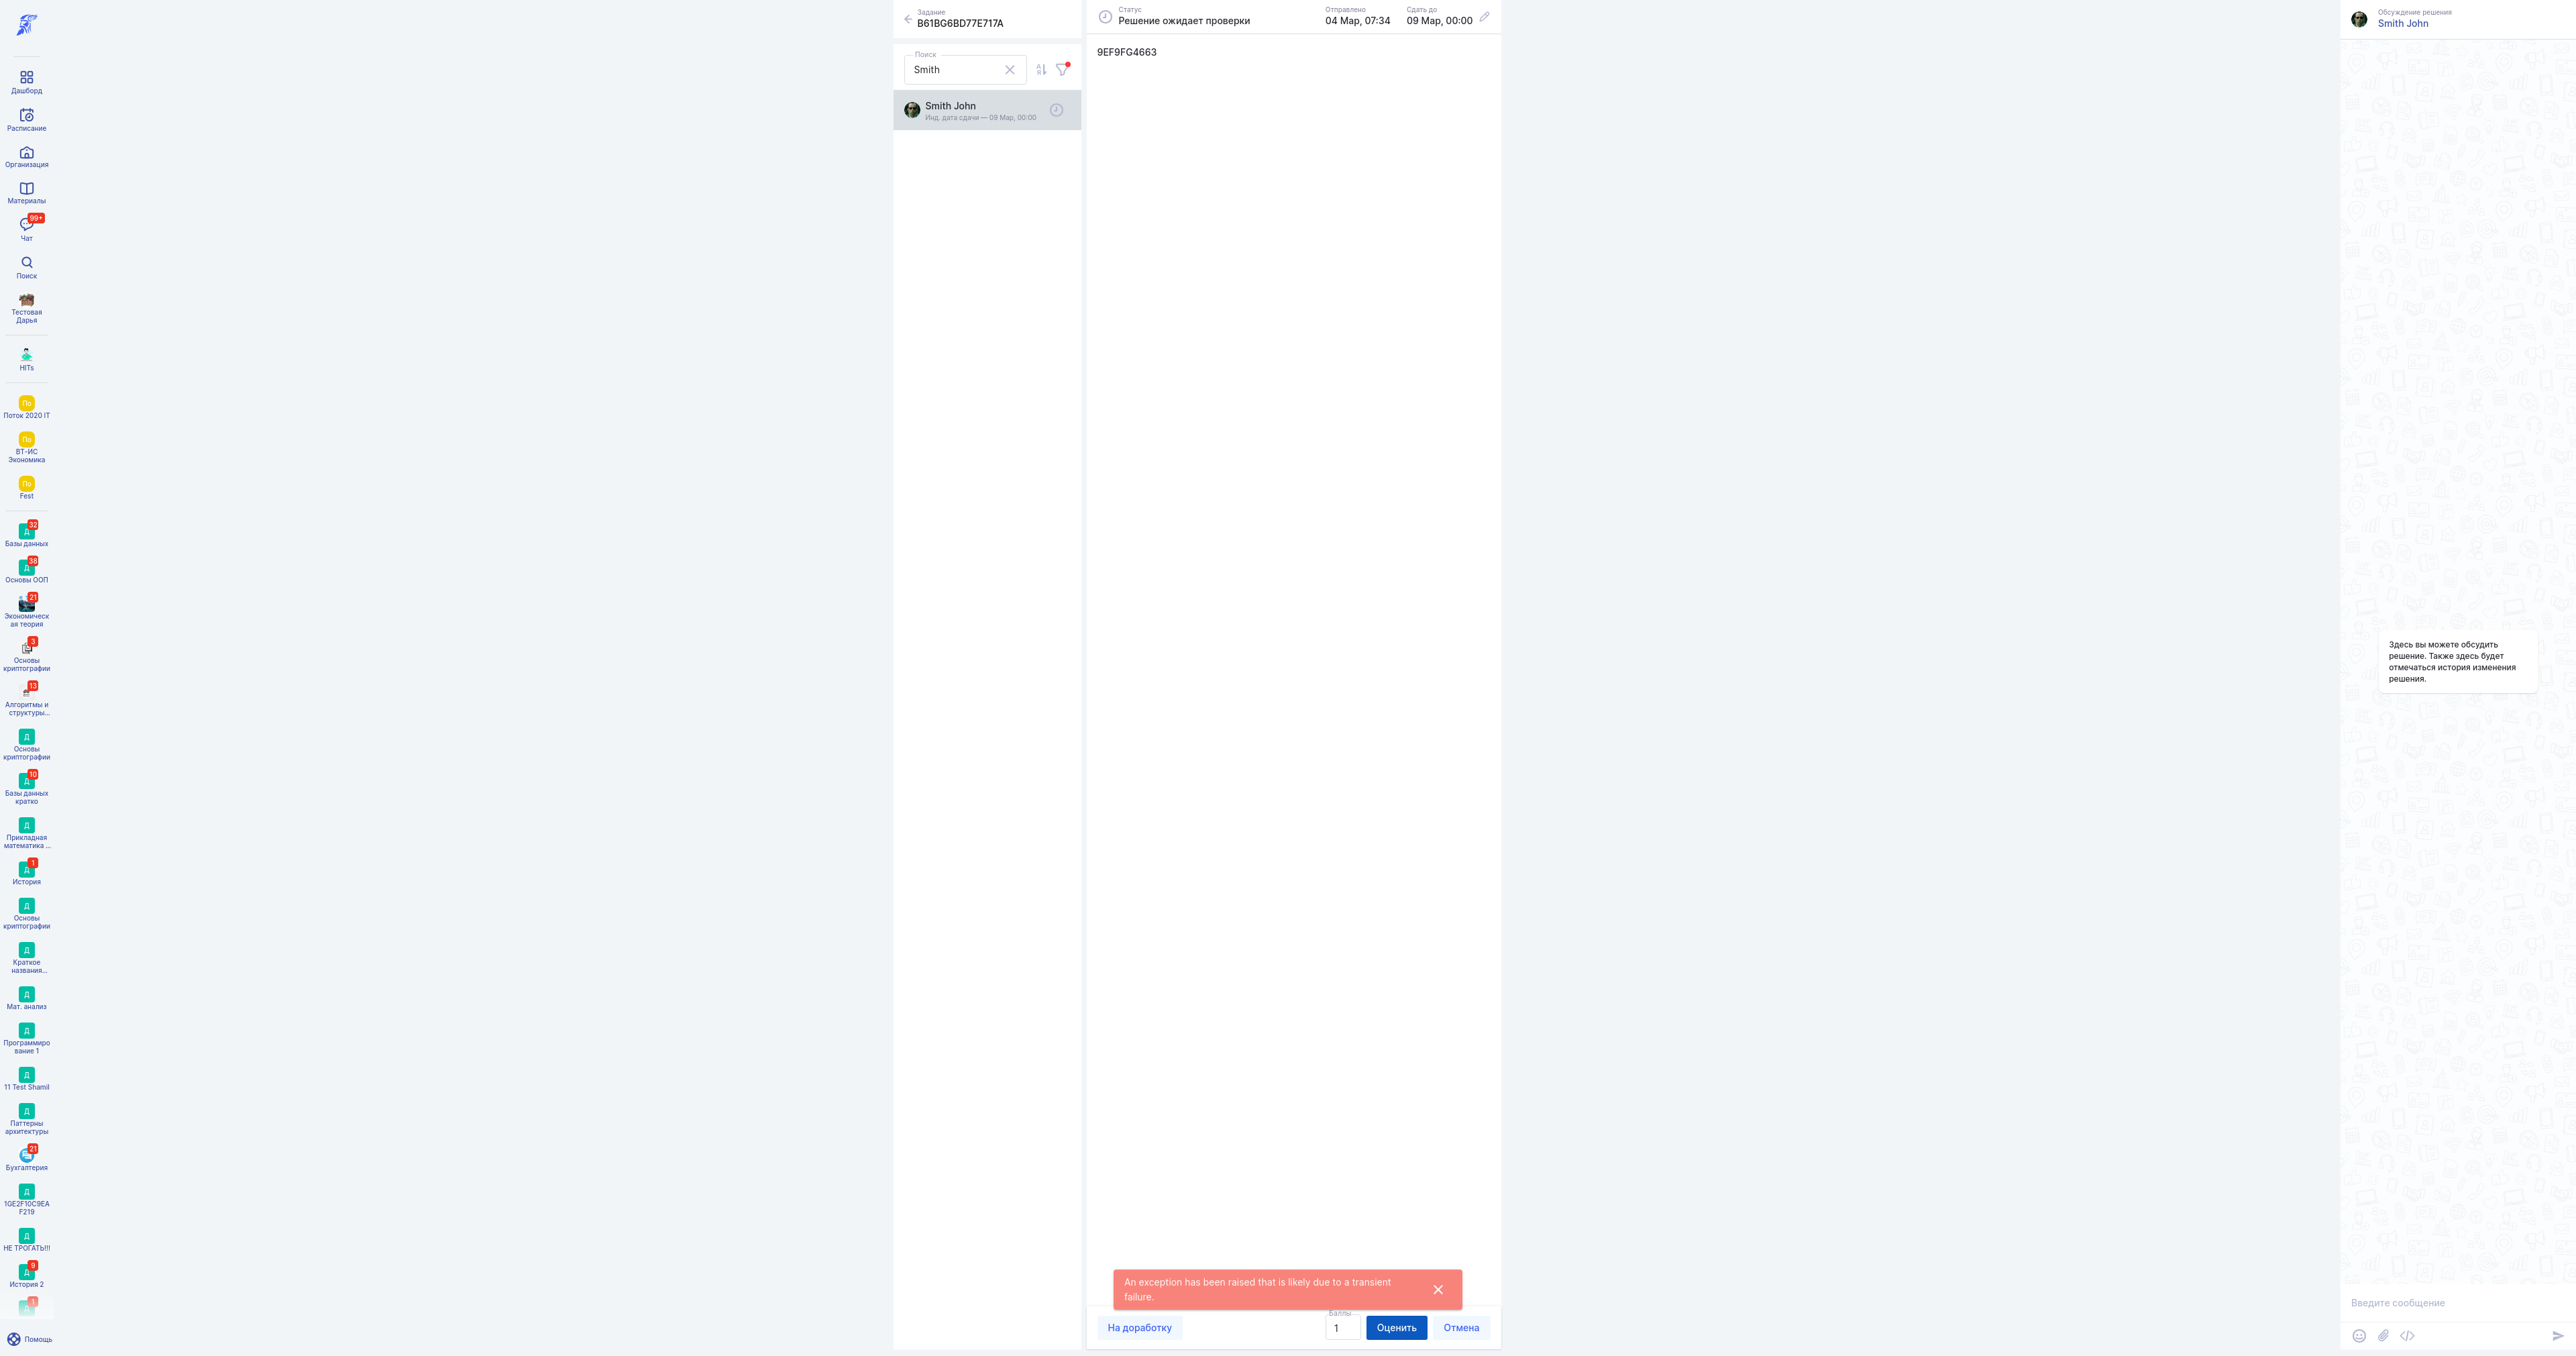 Дашборд
Расписание
Организация
Материалы
99+
Чат
Поиск
Тестовая
Дарья
HITs
По
Поток 2020 IT
По
ВТ-ИС
Экономика
По
Fest
32
Д
Базы данных
38
Д
Основы ООП
21
Экономическ
ая теория
3
Основы
криптографии
13
Алгоритмы и
структуры...
Д
Основы
криптографии
10
Д
Базы данных
кратко
Д
Прикладная
математика ...
1
Д
История
Д
Основы
криптографии
Д
Краткое
названия...
Д
Мат. анализ
Д
Программиро
вание 1
Д
11 Test Shamil
Д
Паттерны
архитектуры
21
Бухгалтерия
Д
1GE2F10C9EA
F219
Д
НЕ ТРОГАТЬ!!!
9
Д
История 2
1
Д
Помощь
Задание
B61BG6BD77E717A
Поиск
Smith
Smith John
Инд. дата сдачи — 09 Мар, 00:00
Статус
Решение ожидает проверки
Отправлено
04 Мар, 07:34
Сдать до
09 Мар, 00:00
9EF9FG4663
An exception has been raised that is likely due to a transient
failure.
На доработку
Баллы
1
Оценить
Отмена
Обсуждение решения
Smith John
Здесь вы можете обсудить
решение. Также здесь будет
отмечаться история изменения
решения.
Введите сообщение